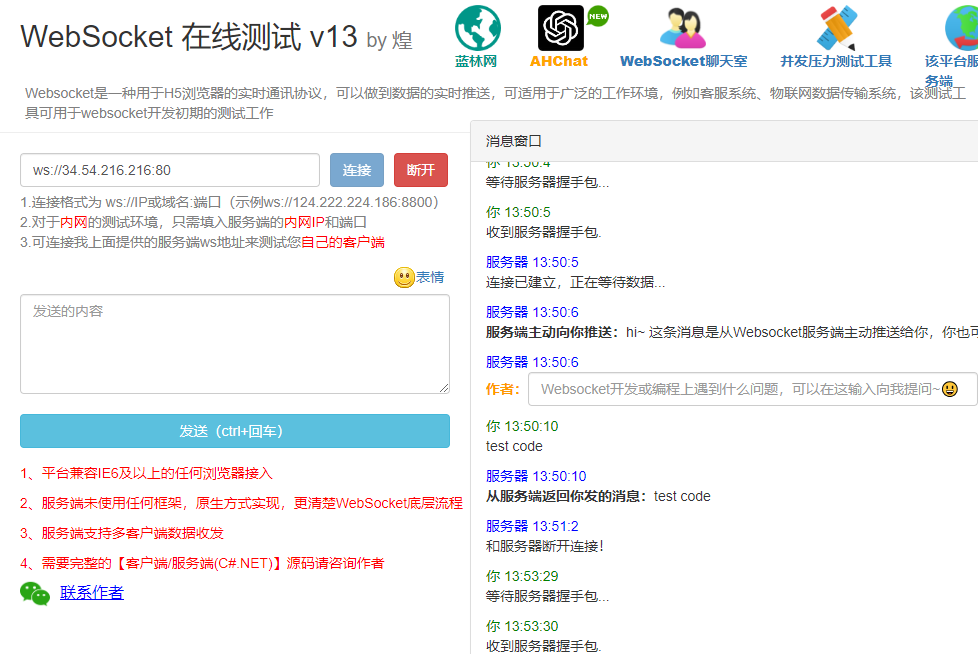 WebSocket 在线测试 v13 by 煌
蓝林网
NEW
AHChat
WebSocket聊天室
并发压力测试工具
该平台服
务端
Websocket是一种用于H5浏览器的实时通讯协议，可以做到数据的实时推送，可适用于广泛的工作环境，例如客服系统、物联网数据传输系统，该测试工
具可用于websocket开发初期的测试工作
ws://34.54.216.216:80
连接
断开
1.连接格式为 ws://IP或域名:端口（示例ws://124.222.224.186:8800）
2.对于内网的测试环境，只需填入服务端的内网IP和端口
3.可连接我上面提供的服务端ws地址来测试您自己的客户端
表情
发送的内容
发送（ctrl+回车）
1、平台兼容IE6及以上的任何浏览器接入
2、服务端未使用任何框架，原生方式实现，更清楚WebSocket底层流程
3、服务端支持多客户端数据收发
4、需要完整的【客户端/服务端(C#.NET)】源码请咨询作者
联系作者
消息窗口
你 13:50:4
等待服务器握手包...
你 13:50:5
收到服务器握手包.
服务器 13:50:5
连接已建立，正在等待数据...
服务器 13:50:6
服务端主动向你推送：hi~ 这条消息是从Websocket服务端主动推送给你，你也可
服务器 13:50:6
作者： Websocket开发或编程上遇到什么问题，可以在这输入向我提问~
你 13:50:10
test code
服务器 13:50:10
从服务端返回你发的消息：test code
服务器 13:51:2
和服务器断开连接！
你 13:53:29
等待服务器握手包...
你 13:53:30
收到服务器握手包.